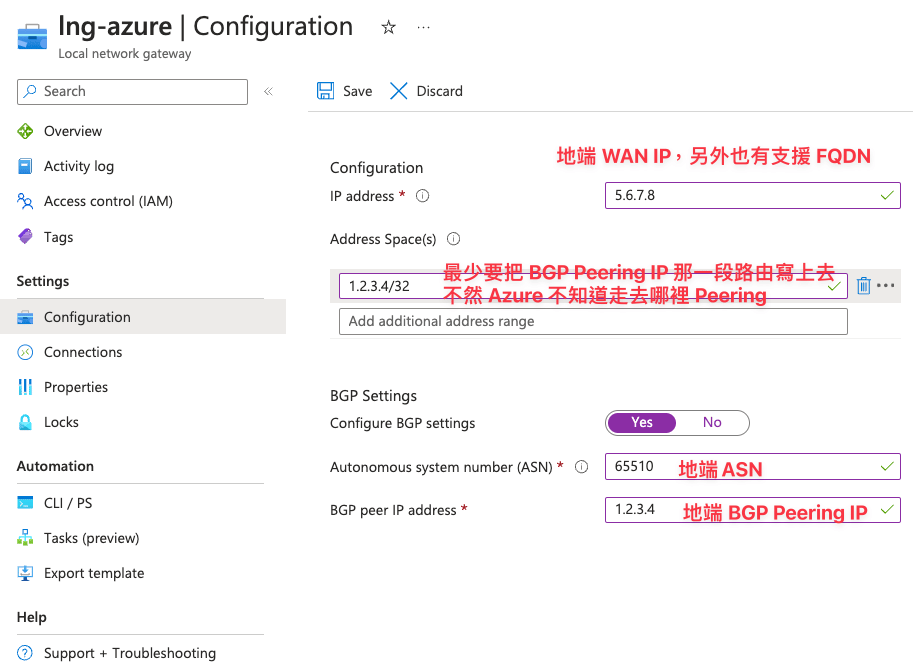 lng-azure | Configuration
Local network gateway
Search
Save
Discard
Overview
Activity log
Access control (IAM)
Tags
Settings
Configuration
Connections
Properties
Locks
Automation
CLI / PS
Tasks (preview)
Export template
Help
Support + Troubleshooting
地端 WAN IP，另外也有支援 FQDN
Configuration
IP address *
5.6.7.8
Address Space(s)
最少要把 BGP Peering IP 那一段路由寫上去
1.2.3.4/32
不然 Azure 不知道走去哪裡 Peering
Add additional address range
BGP Settings
Configure BGP settings
Yes
No
Autonomous system number (ASN) *
65510
地端 ASN
BGP peer IP address *
1.2.3.4
地端 BGP Peering IP